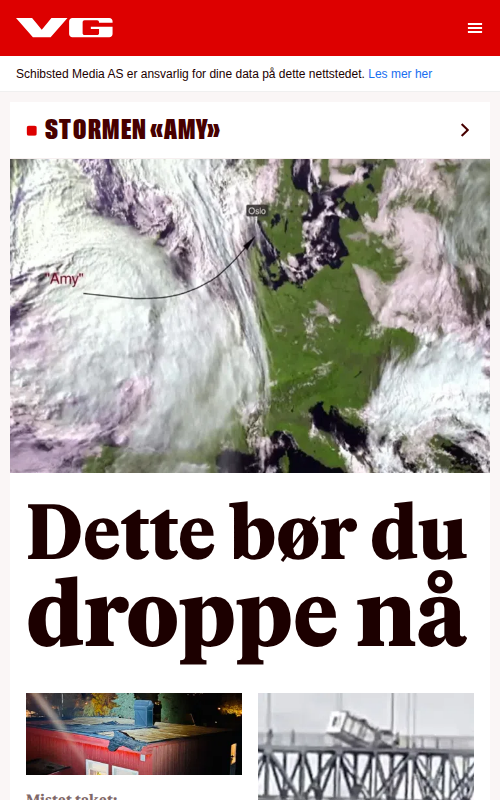 VG
Schibsted Media AS er ansvarlig for dine data på dette nettstedet. Les mer her
STORMEN «AMY»
Oslo
"Amy"
Dette bør du
droppe nå
Mistet taket: